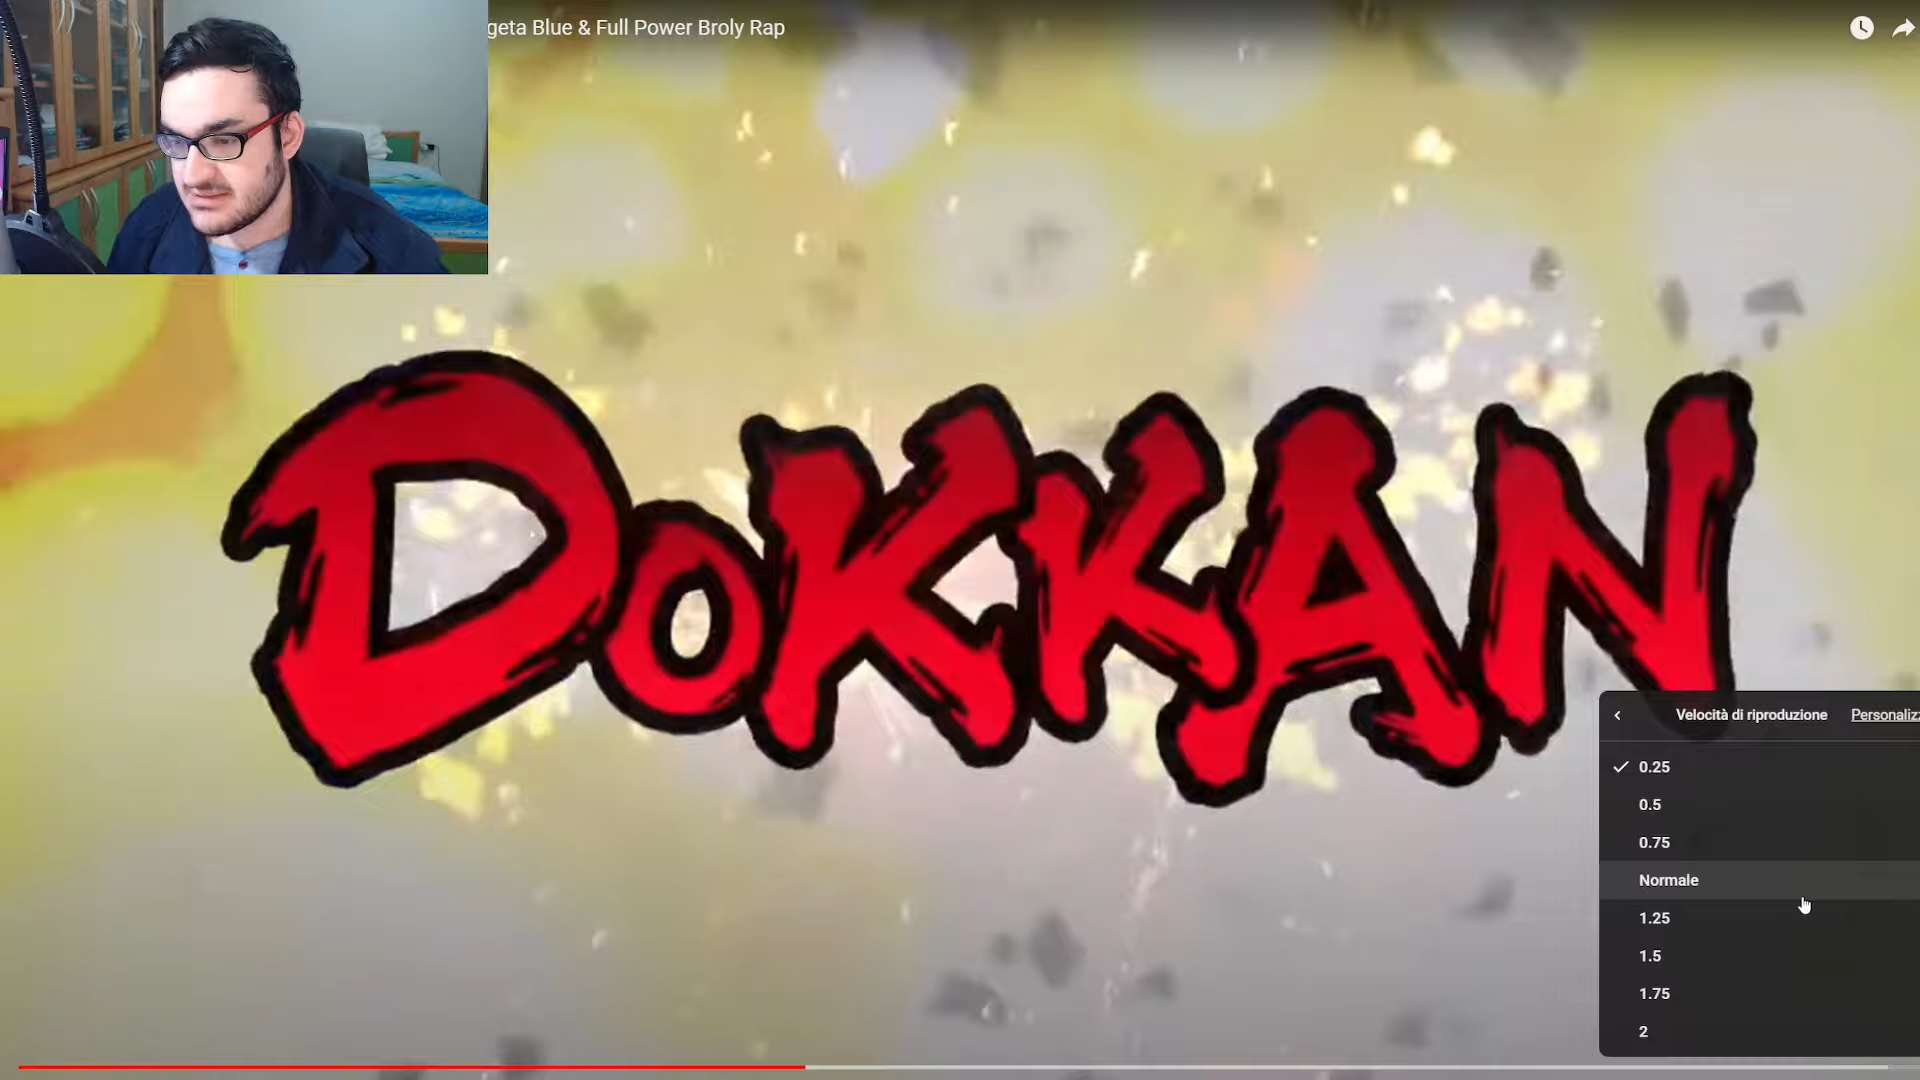 geta Blue & Full Power Broly Rap
DOKKAN
Velocità di riproduzione Personaliz
0.25
0.5
0.75
Normale
1.25
1.5
1.75
2